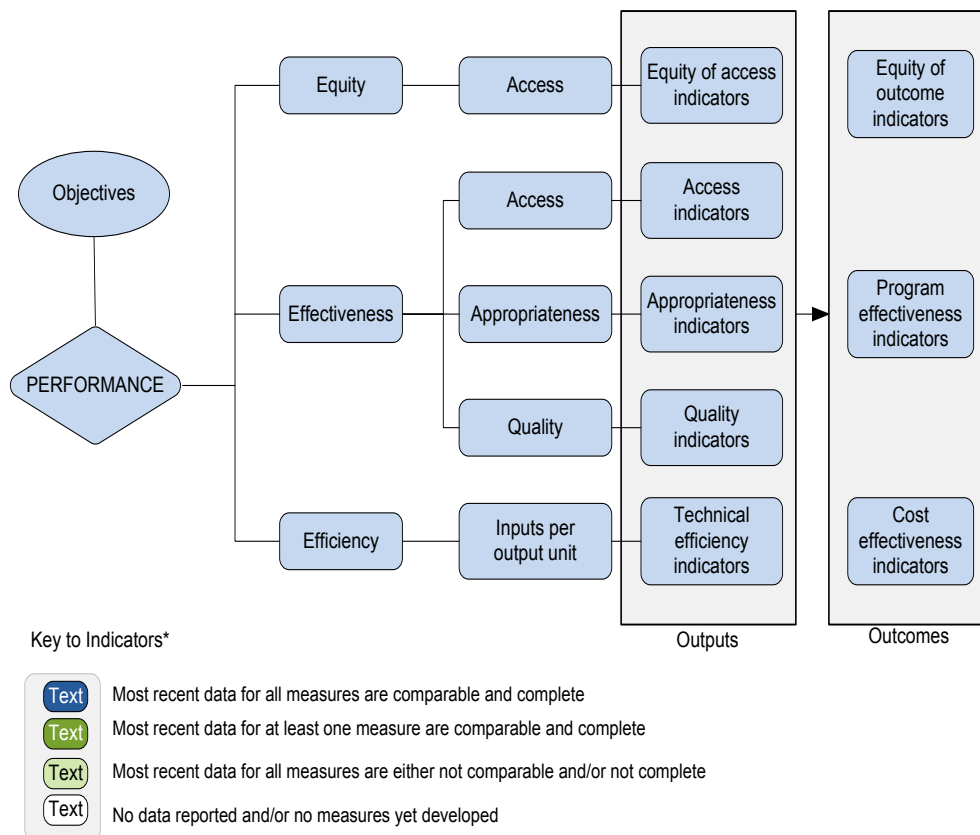 Objectives
PERFORMANCE
Equity
Access
Equity of access
indicators
Equity of
outcome
indicators
Effectiveness
Access
Access
indicators
Appropriateness
Appropriateness
indicators
Program
effectiveness
indicators
Quality
Quality
indicators
Efficiency
Inputs per
output unit
Technical
efficiency
indicators
Cost
effectiveness
indicators
Outputs
Outcomes
Key to Indicators*
Text Most recent data for all measures are comparable and complete
Text Most recent data for at least one measure are comparable and complete
Text Most recent data for all measures are either not comparable and/or not complete
Text No data reported and/or no measures yet developed